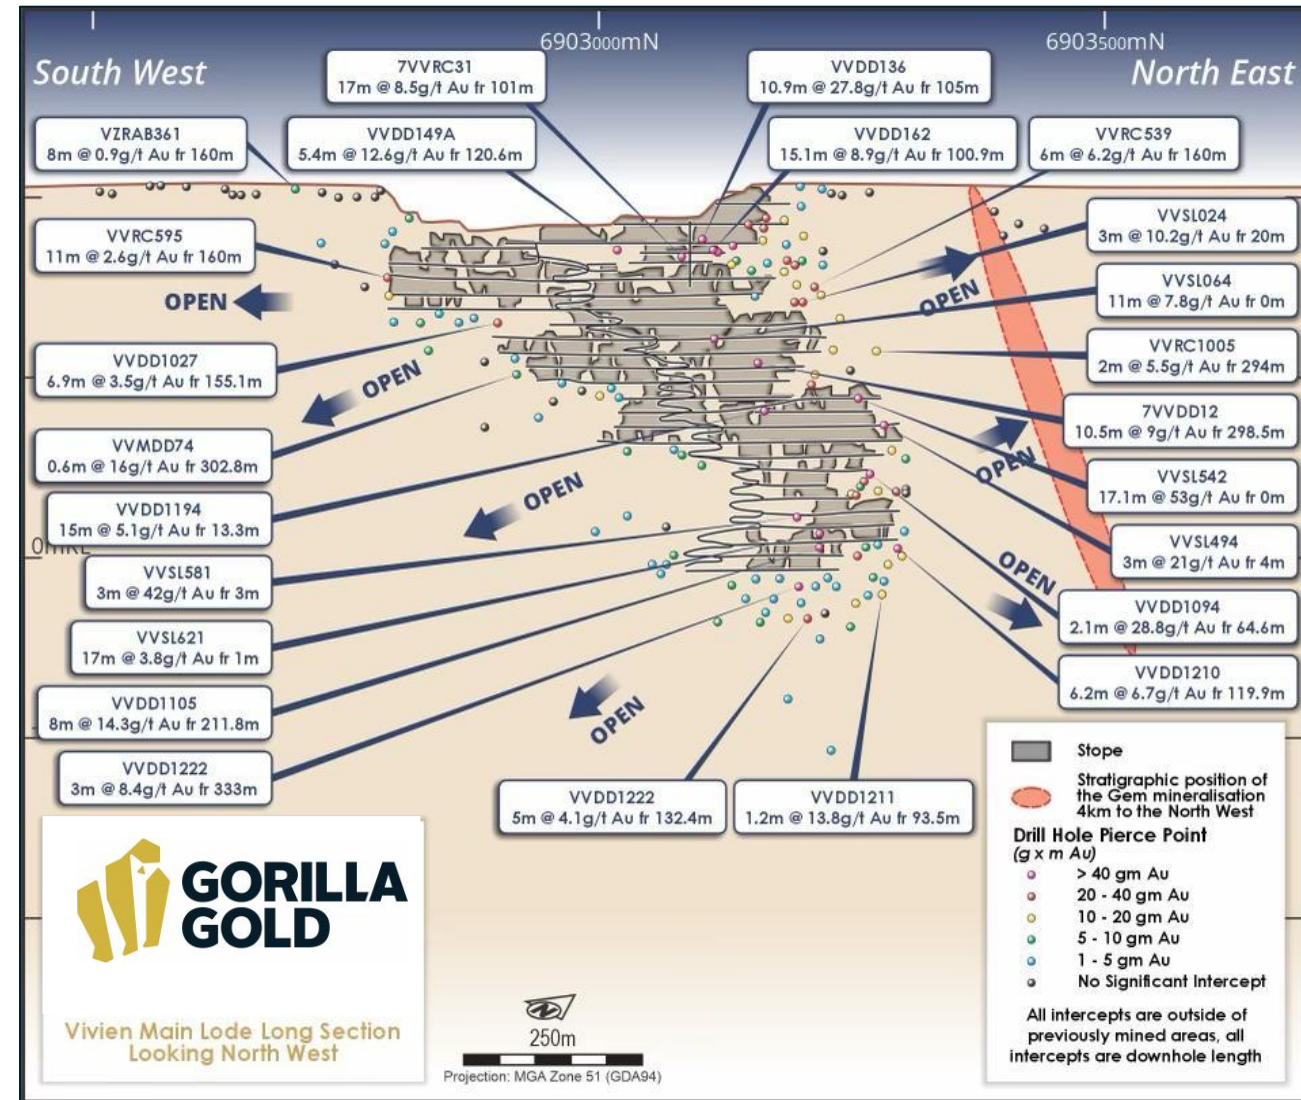 6903000mN
6903500mN
South West
North East
7VVRC31
17m @ 8.5g/t Au fr 101m
VVDD136
10.9m @ 27.8g/t Au fr 105m
VZRAB361
8m @ 0.9g/t Au fr 160m
VVDD149A
5.4m @ 12.6g/t Au fr 120.6m
VVDD162
15.1m @ 8.9g/t Au fr 100.9m
VVRC539
6m @ 6.2g/t Au fr 160m
VVRC595
11m @ 2.6g/t Au fr 160m
VVSL024
3m @ 10.2g/t Au fr 20m
OPEN
OPEN
VVSL064
11m @ 7.8g/t Au fr 0m
VVDD1027
6.9m @ 3.5g/t Au fr 155.1m
OPEN
VVRC1005
2m @ 5.5g/t Au fr 294m
7VVDD12
10.5m @ 9g/t Au fr 298.5m
VVMDD74
0.6m @ 16g/t Au fr 302.8m
OPEN
VVSL542
17.1m @ 53g/t Au fr 0m
VVDD1194
15m @ 5.1g/t Au fr 13.3m
OPEN
VVSL494
3m @ 21g/t Au fr 4m
0mRL
VVSL581
3m @ 42g/t Au fr 3m
OPEN
VVDD1094
2.1m @ 28.8g/t Au fr 64.6m
VVSL621
17m @ 3.8g/t Au fr 1m
VVDD1210
6.2m @ 6.7g/t Au fr 119.9m
VVDD1105
8m @ 14.3g/t Au fr 211.8m
OPEN
VVDD1222
3m @ 8.4g/t Au fr 333m
VVDD1222
5m @ 4.1g/t Au fr 132.4m
VVDD1211
1.2m @ 13.8g/t Au fr 93.5m
Stope
Stratigraphic position of
the Gem mineralisation
4km to the North West
Drill Hole Pierce Point
(g x m Au)
> 40 gm Au
20 - 40 gm Au
10 - 20 gm Au
5 - 10 gm Au
1 - 5 gm Au
No Significant Intercept
All intercepts are outside of
previously mined areas, all
intercepts are downhole length
GORILLA
GOLD
Vivien Main Lode Long Section
Looking North West
250m
Projection: MGA Zone 51 (GDA94)